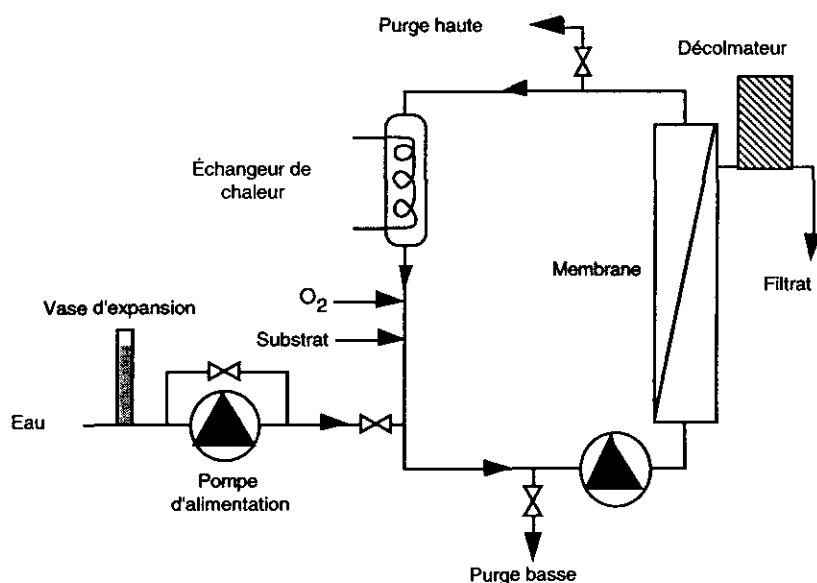 Purge haute
Décolmateur
Échangeur de
chaleur
O2
Membrane
Filtrat
Vase d'expansion
Substrat
Eau
Pompe
d'alimentation
Purge basse